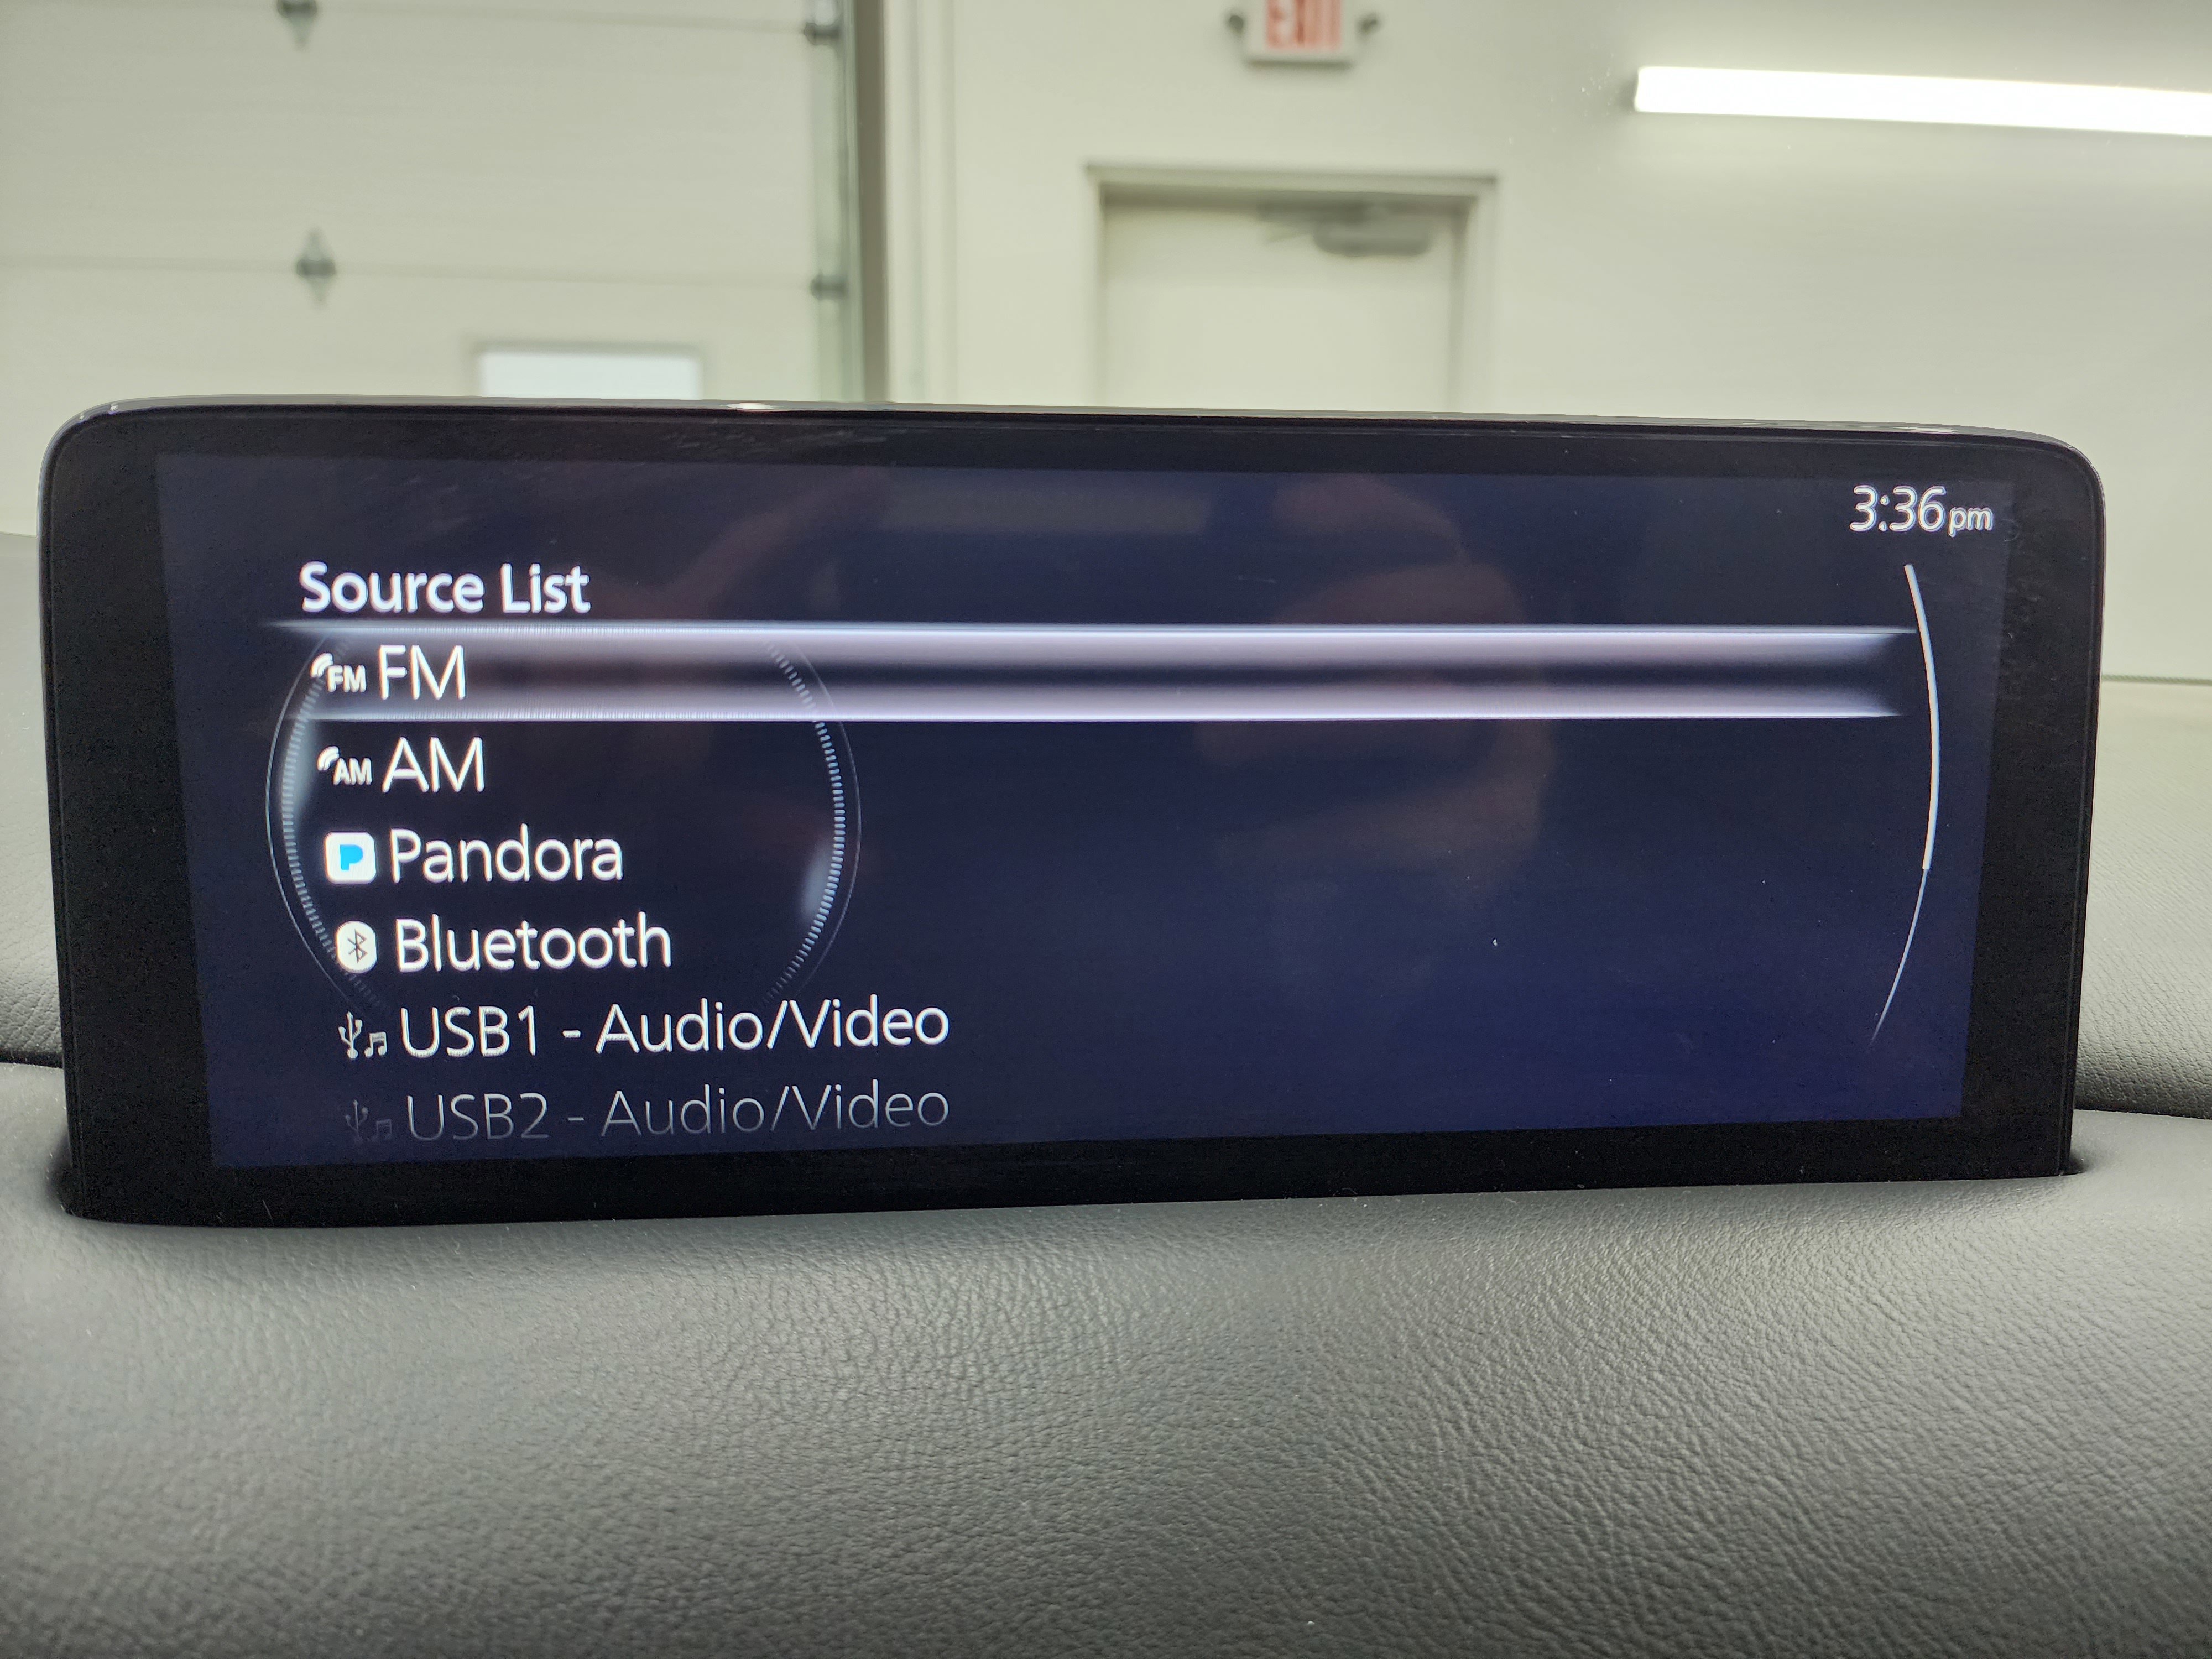 EXIT
3:36pm
Source List
FM FM
AM AM
Pandora
Bluetooth
USB1 - Audio/Video
USB2 - Audio/Video